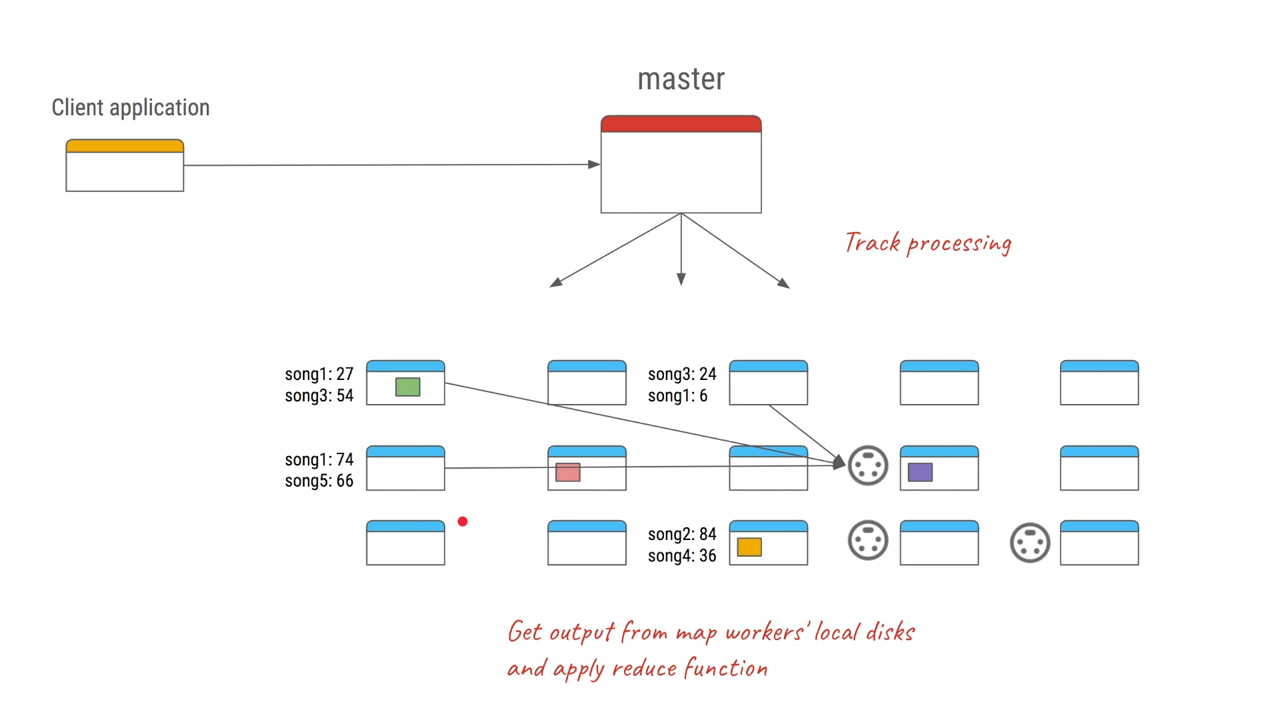 master
Client application
Track processing
song1: 27
song3: 54
song3: 24
song1: 6
song1: 74
song5: 66
song2: 84
song4: 36
Get output from map workers' local disks
and apply reduce function